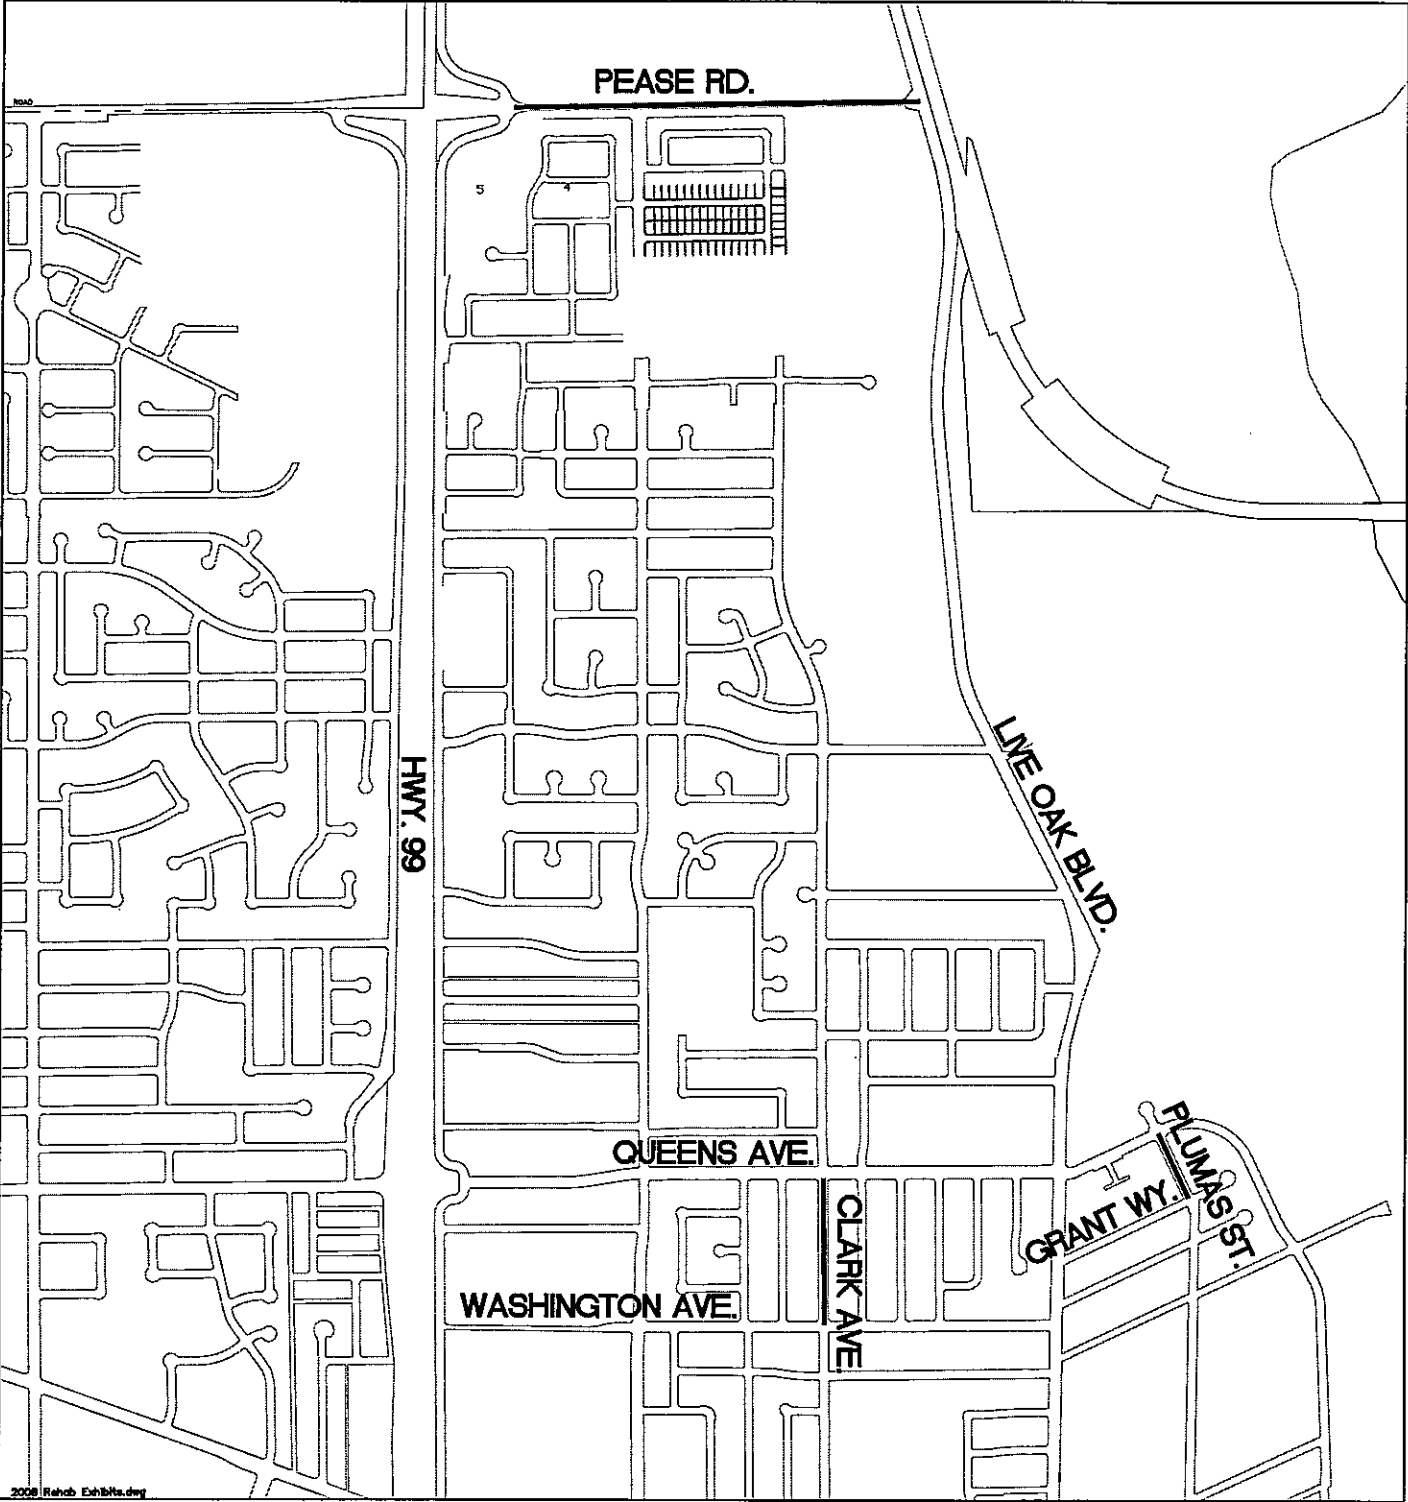 PEASE RD.
ROAD
5
4
HWY. 99
LIVE OAK BLVD.
QUEENS AVE.
PLUMAS ST.
GRANT WY.
CLARK AVE.
WASHINGTON AVE.
2008 Rehab Exhibits.dwg